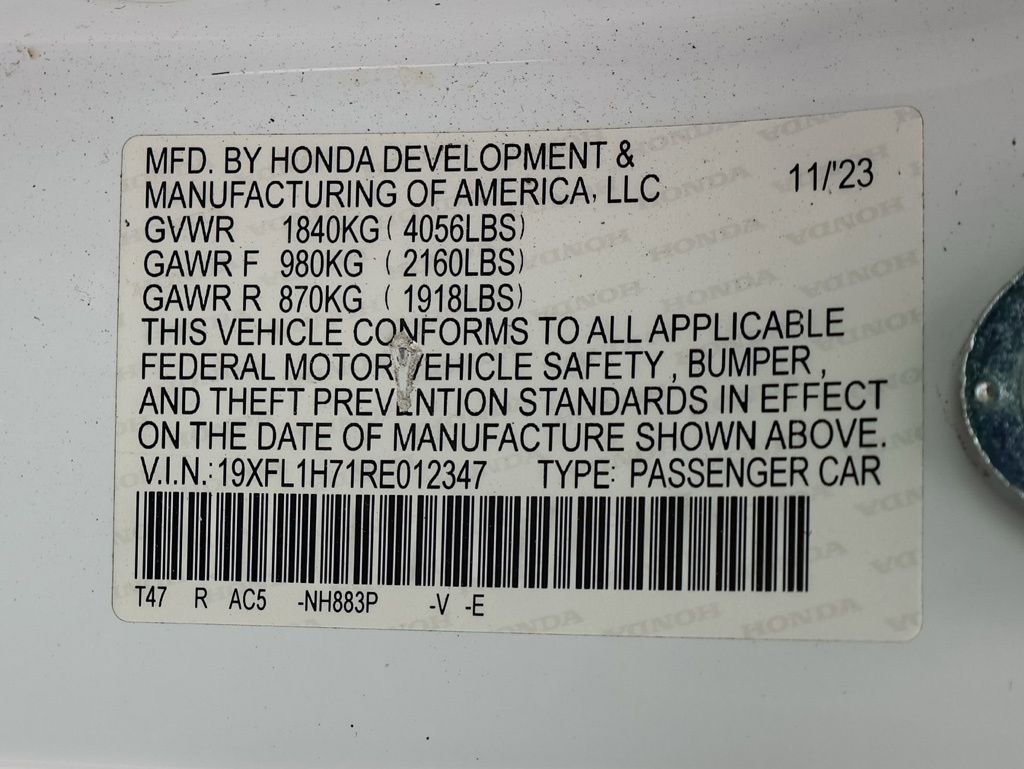 MFD. BY HONDA DEVELOPMENT &
MANUFACTURING OF AMERICA, LLC 11/'23
GVWR 1840KG (4056LBS)
GAWR F 980KG (2160LBS)
GAWR R 870KG (1918LBS)
THIS VEHICLE CONFORMS TO ALL APPLICABLE
FEDERAL MOTOR VEHICLE SAFETY, BUMPER,
AND THEFT PREVENTION STANDARDS IN EFFECT
ON THE DATE OF MANUFACTURE SHOWN ABOVE.
V.I.N.: 19XFL1H71RE012347 TYPE: PASSENGER CAR
T47 R AC5 -NH883P -V -E